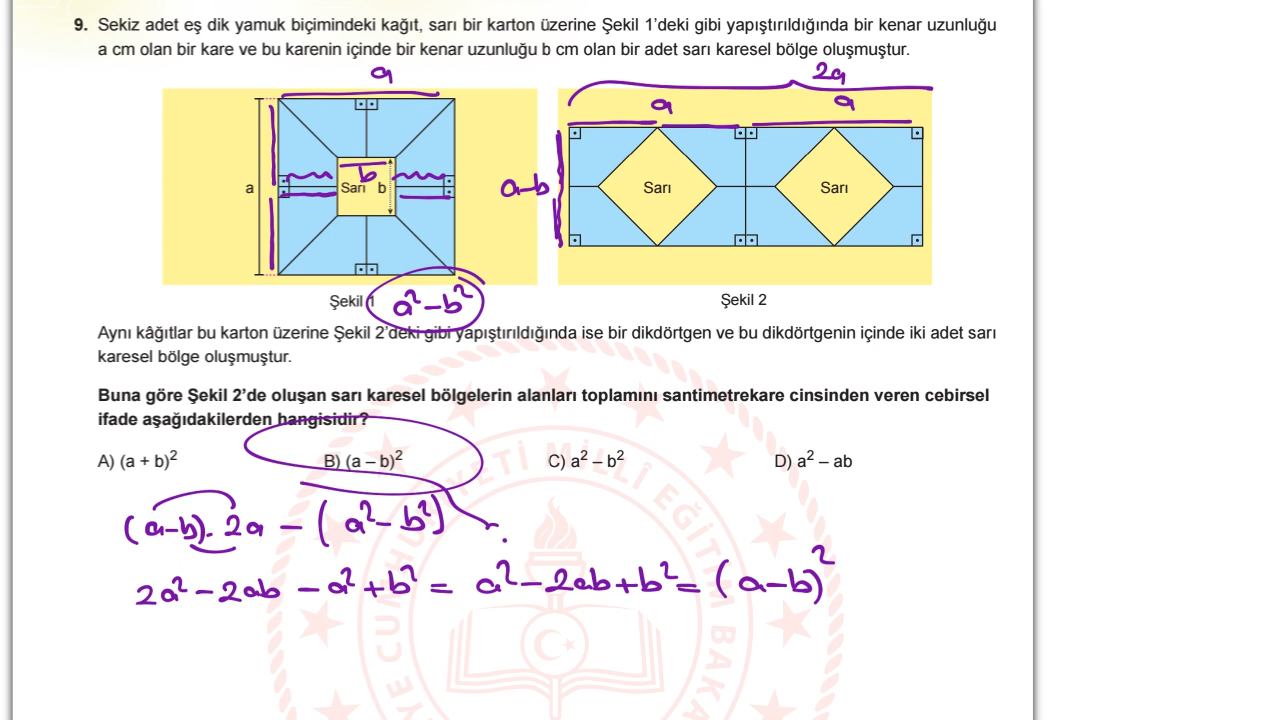 9. Sekiz adet eş dik yamuk biçimindeki kağıt, sarı bir karton üzerine Şekil 1'deki gibi yapıştırıldığında bir kenar uzunluğu
a cm olan bir kare ve bu karenin içinde bir kenar uzunluğu b cm olan bir adet sarı karesel bölge oluşmuştur.
a
2a
a
a
b
a
Sarı b
a-b
Sarı
Sarı
Şekil 1
a² - b²
Şekil 2
Aynı kâğıtlar bu karton üzerine Şekil 2'deki gibi yapıştırıldığında ise bir dikdörtgen ve bu dikdörtgenin içinde iki adet sarı
karesel bölge oluşmuştur.
Buna göre Şekil 2'de oluşan sarı karesel bölgelerin alanları toplamını santimetrekare cinsinden veren cebirsel
ifade aşağıdakilerden hangisidir?
A) (a + b)²
B) (a – b)²
C) a² – b²
D) a² – ab
(a-b). 2a - (a² - b²)
2a² - 2ab - a² + b² = a² - 2ab + b² = (a-b)²